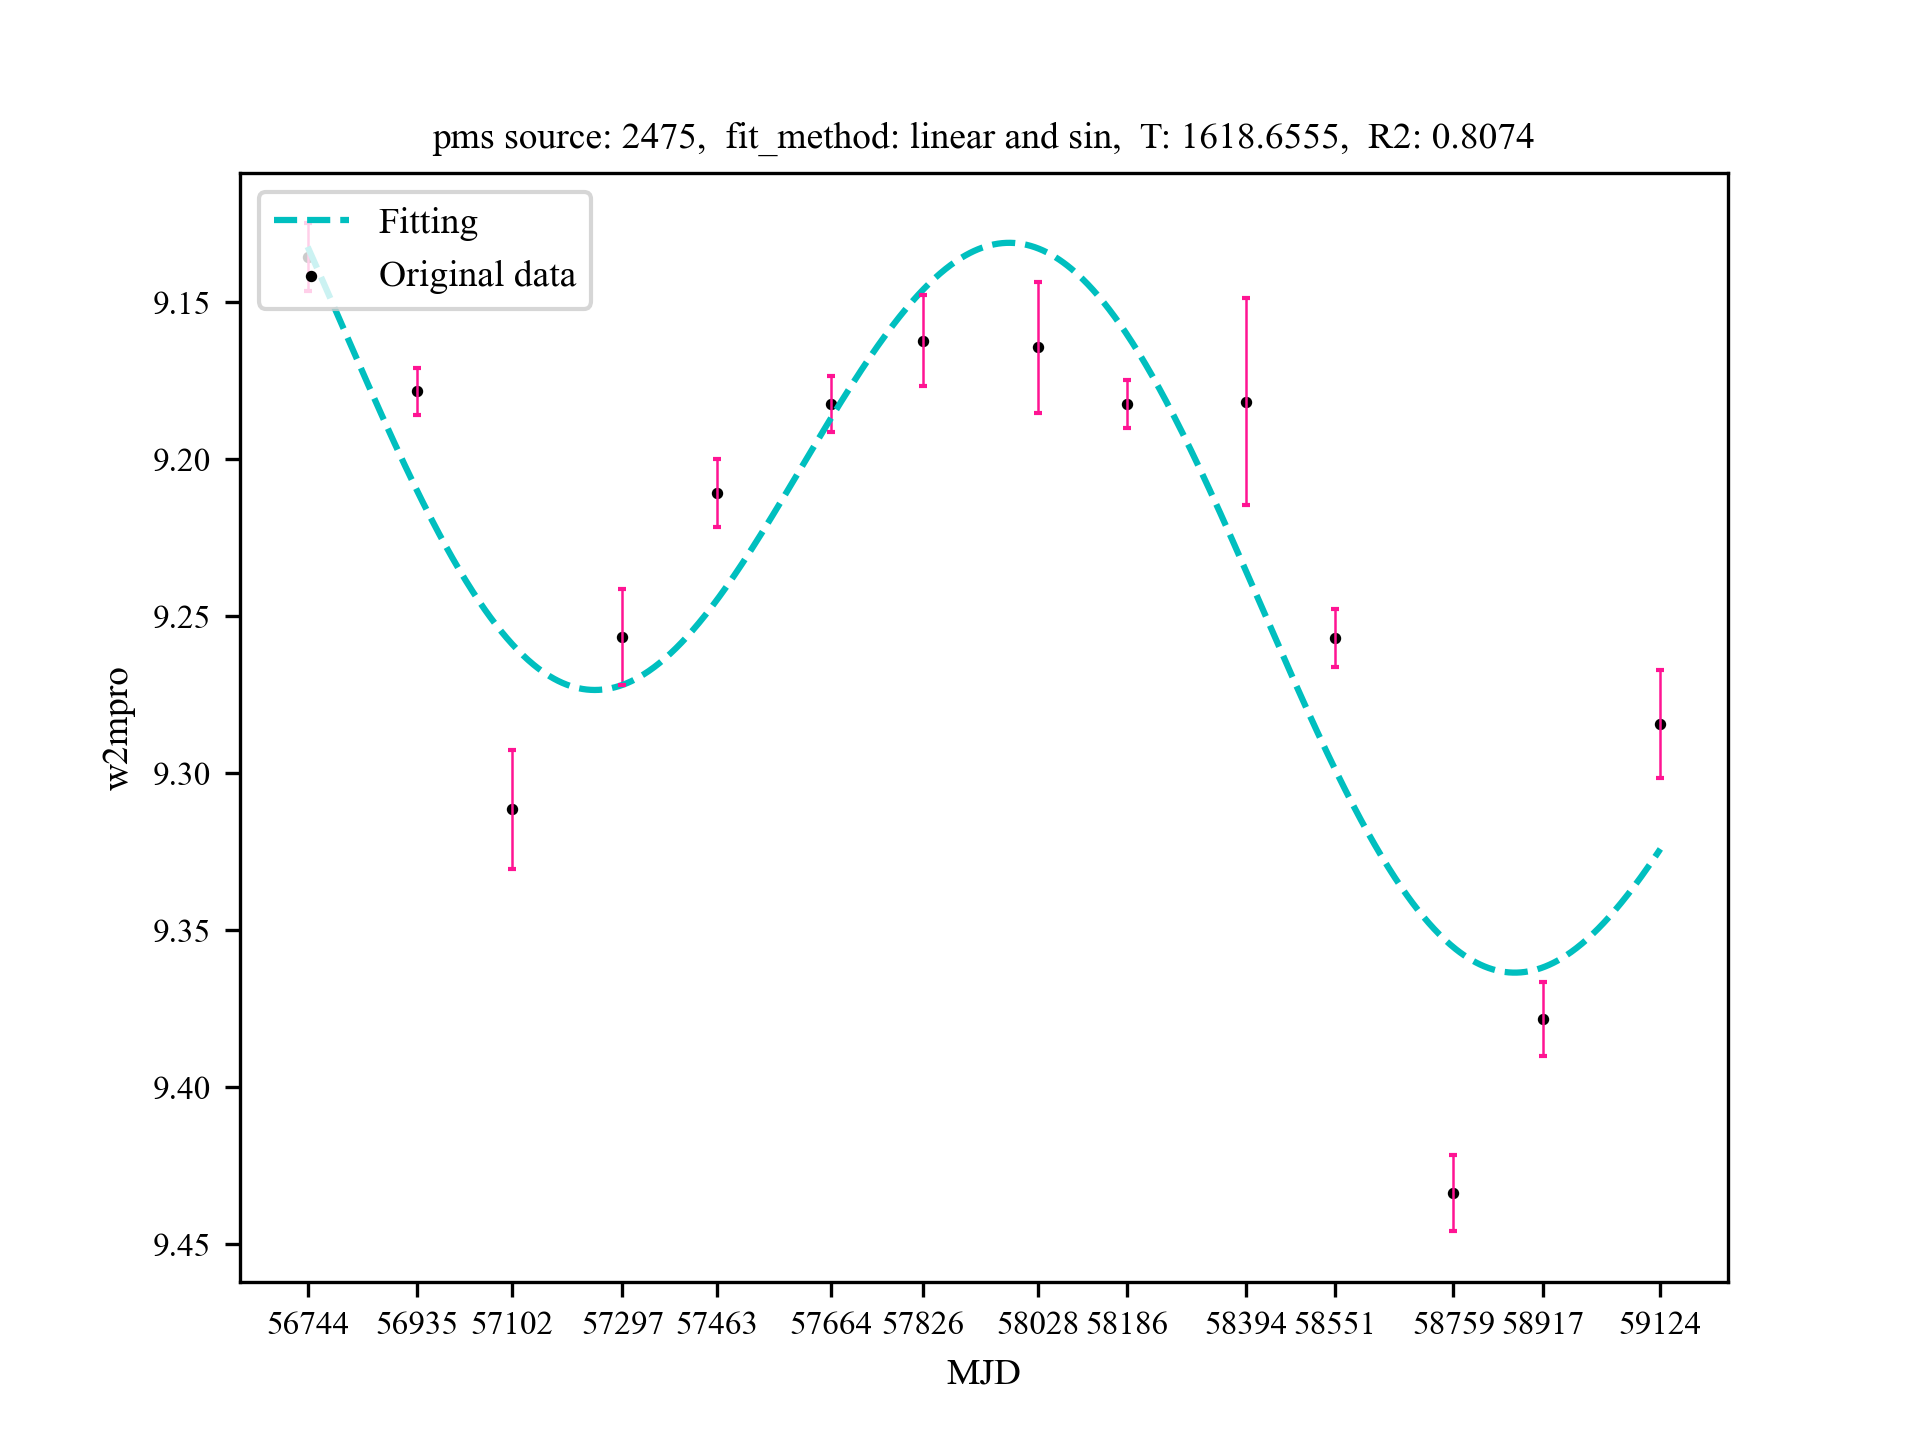 pms source: 2475,  fit_method: linear and sin,  T: 1618.6555,  R2: 0.8074
Fitting
Original data
9.15
9.20
9.25
9.30
9.35
9.40
9.45
w2mpro
56744 56935 57102 57297 57463 57664 57826 58028 58186 58394 58551 58759 58917 59124
MJD